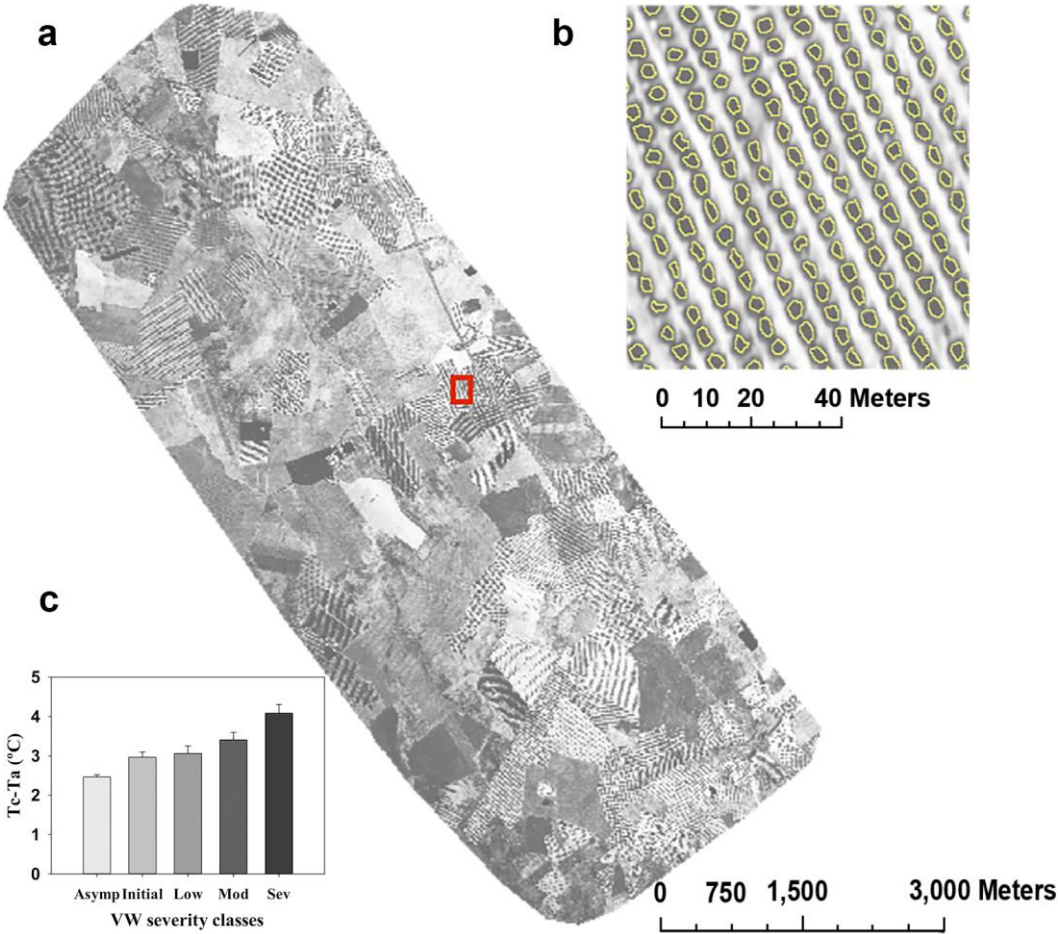 a
b
0 10 20 40 Meters
c
5
4
3
2
1
0
Tc-Ta (°C)
Asymp Initial Low Mod Sev
VW severity classes
0 750 1,500 3,000 Meters